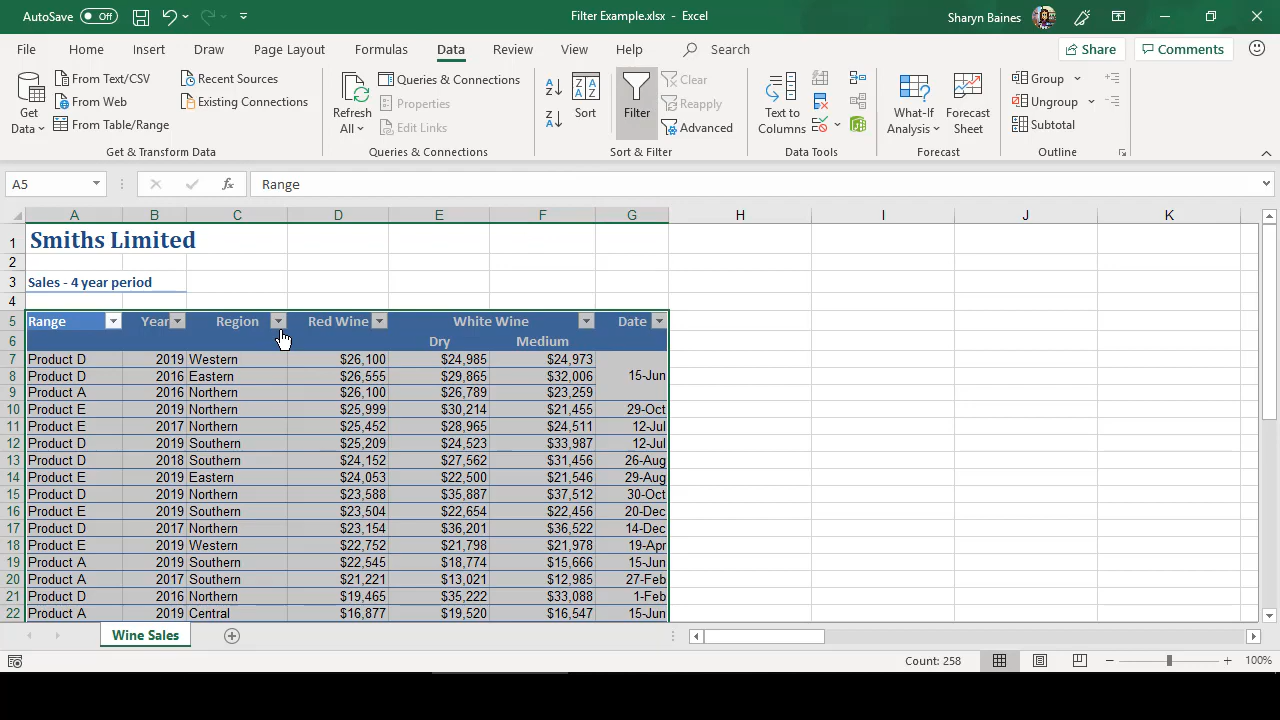 AutoSave Off Filter Example.xlsx - Excel Sharyn Baines
File Home Insert Draw Page Layout Formulas Data Review View Help Search Share Comments
Get Data
From Text/CSV
From Web
From Table/Range
Recent Sources
Existing Connections
Get & Transform Data
Refresh All
Queries & Connections
Properties
Edit Links
Queries & Connections
Sort
Filter
Clear
Reapply
Advanced
Sort & Filter
Text to Columns
Data Tools
What-If Analysis
Forecast Sheet
Forecast
Group
Ungroup
Subtotal
Outline
A5 fx Range
A B C D E F G H I J K
1 Smiths Limited
2
3 Sales - 4 year period
4
5 Range Year Region Red Wine White Wine Date
6 Dry Medium
7 Product D 2019 Western $26,100 $24,985 $24,973
8 Product D 2016 Eastern $26,555 $29,865 $32,006 15-Jun
9 Product A 2016 Northern $26,100 $26,789 $23,259
10 Product E 2019 Northern $25,999 $30,214 $21,455 29-Oct
11 Product E 2017 Northern $25,452 $28,965 $24,511 12-Jul
12 Product D 2019 Southern $25,209 $24,523 $33,987 12-Jul
13 Product D 2018 Southern $24,152 $27,562 $31,456 26-Aug
14 Product E 2019 Eastern $24,053 $22,500 $21,546 29-Aug
15 Product D 2019 Northern $23,588 $35,887 $37,512 30-Oct
16 Product E 2019 Southern $23,504 $22,654 $22,456 20-Dec
17 Product D 2017 Northern $23,154 $36,201 $36,522 14-Dec
18 Product E 2019 Western $22,752 $21,798 $21,978 19-Apr
19 Product A 2019 Southern $22,545 $18,774 $15,666 15-Jun
20 Product A 2017 Southern $21,221 $13,021 $12,985 27-Feb
21 Product D 2016 Northern $19,465 $35,222 $33,088 1-Feb
22 Product A 2019 Central $16,877 $19,520 $16,547 15-Jun
Wine Sales
Count: 258 100%